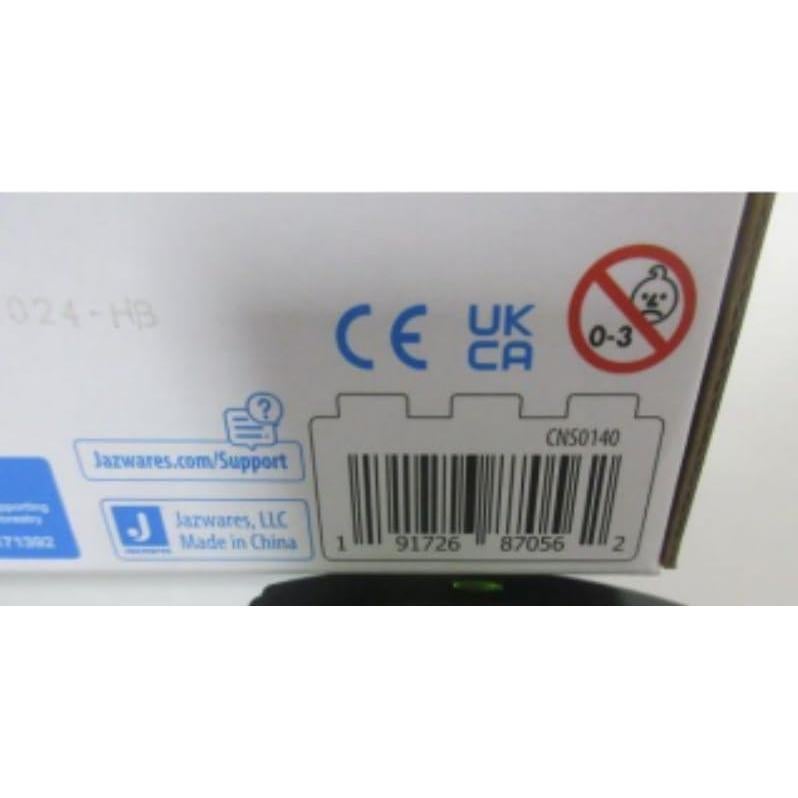 024-HB
CE
UK
CA
0-3
CNS0140
Jazwares.com/Support
J
Jazwares, LLC
Made in China
1 91726 87056 2